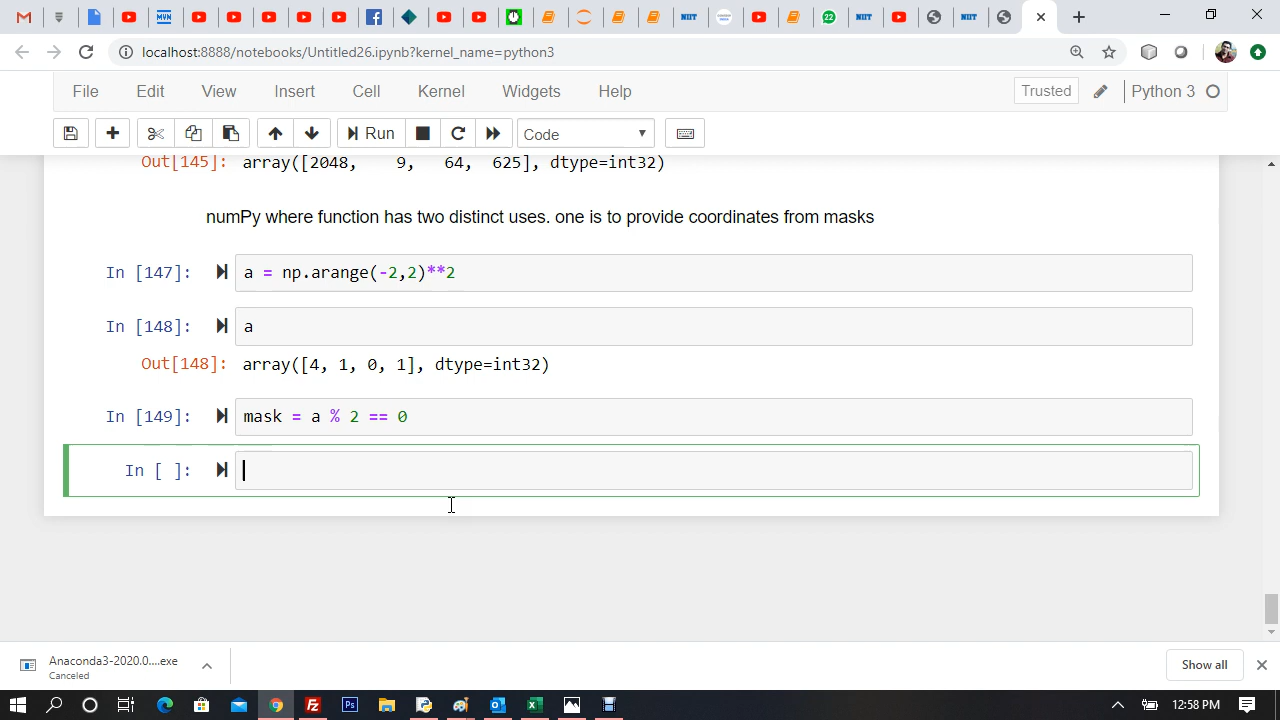 localhost:8888/notebooks/Untitled26.ipynb?kernel_name=python3
File Edit View Insert Cell Kernel Widgets Help Trusted Python 3
Run Code
Out[145]: array([2048,    9,   64,  625], dtype=int32)
numPy where function has two distinct uses. one is to provide coordinates from masks
In [147]: a = np.arange(-2,2)**2
In [148]: a
Out[148]: array([4, 1, 0, 1], dtype=int32)
In [149]: mask = a % 2 == 0
In [ ]:
Anaconda3-2020.0....exe
Canceled
Show all
12:58 PM